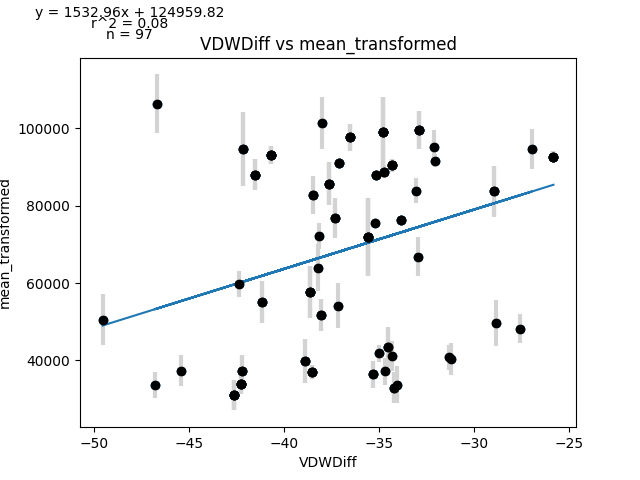 y = 1532.96x + 124959.82
r^2 = 0.08
n = 97
VDWDiff vs mean_transformed
100000
80000
60000
40000
mean_transformed
−50
−45
−40
−35
−30
−25
VDWDiff